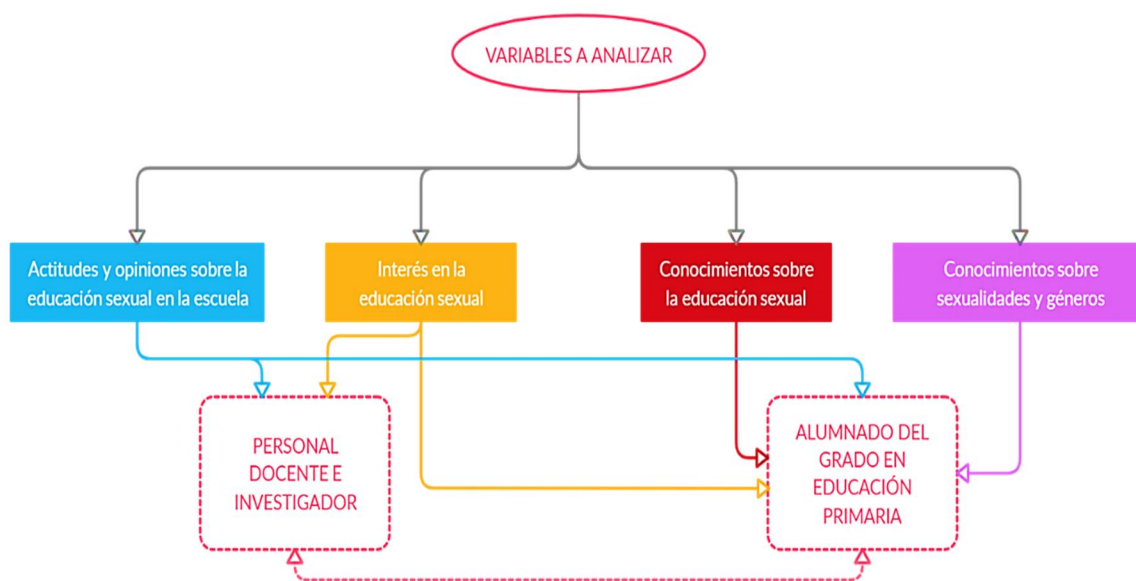 VARIABLES A ANALIZAR
Actitudes y opiniones sobre la
educación sexual en la escuela
Interés en la
educación sexual
Conocimientos sobre
la educación sexual
Conocimientos sobre
sexualidades y géneros
PERSONAL
DOCENTE E
INVESTIGADOR
ALUMNADO DEL
GRADO EN
EDUCACIÓN
PRIMARIA